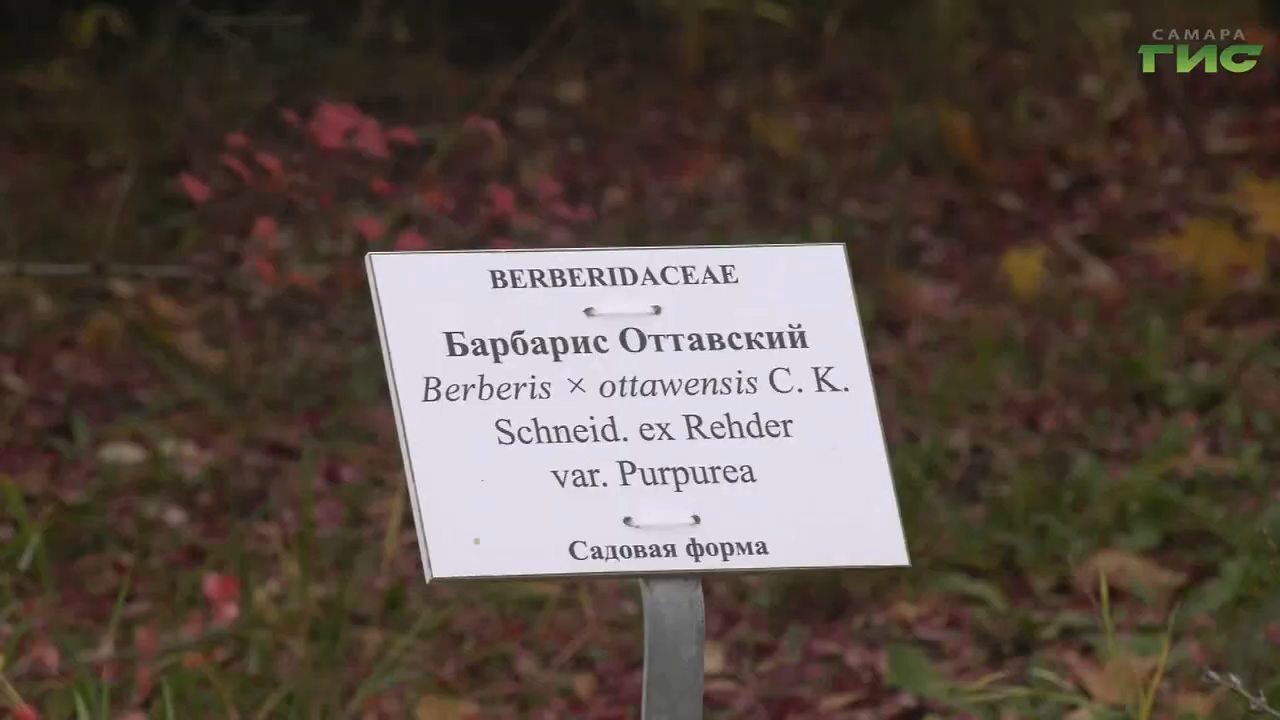 САМАРА
ГИС
BERBERIDACEAE
Барбарис Оттавский
Berberis × ottawensis C. K.
Schneid. ex Rehder
var. Purpurea
Садовая форма